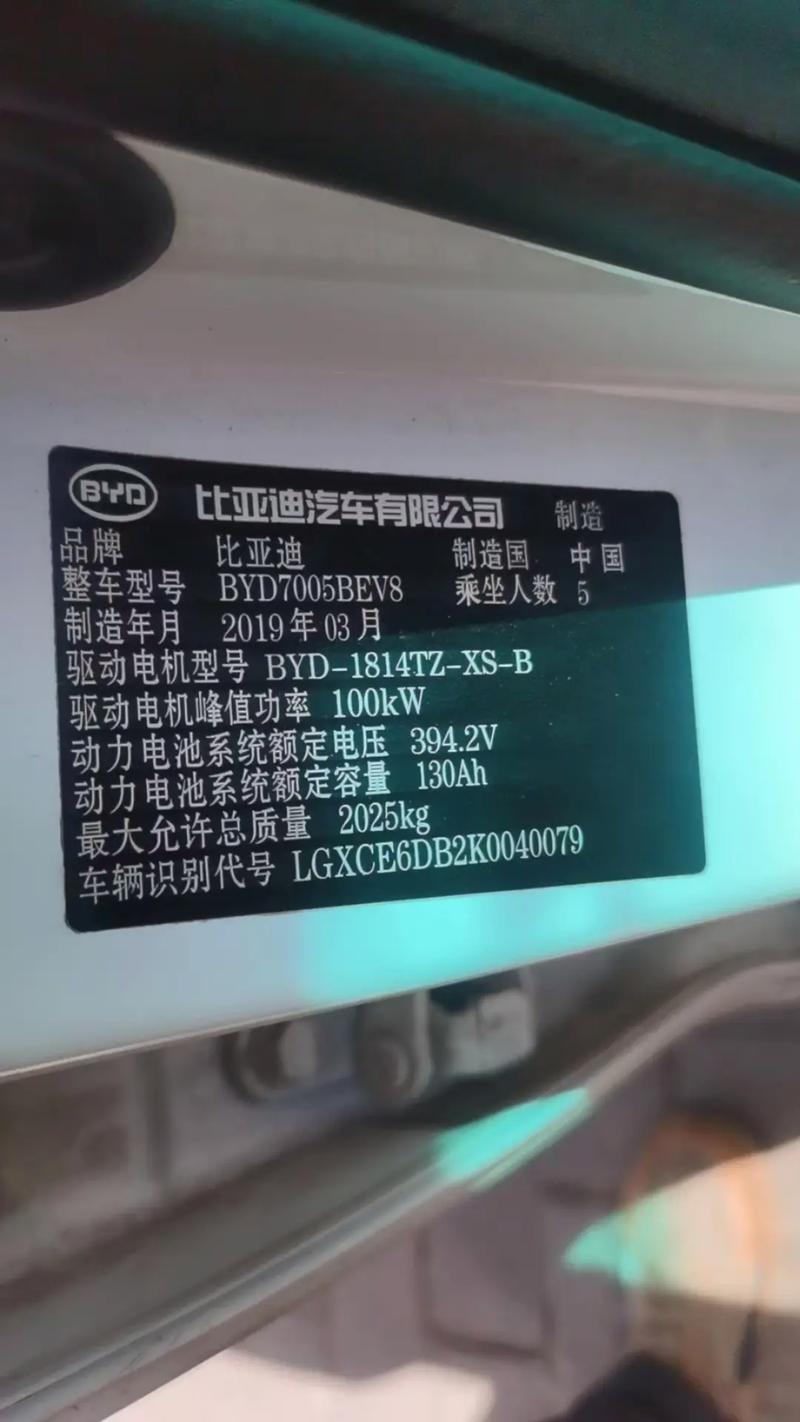 BYD 比亚迪汽车有限公司 制造
品牌 比亚迪 制造国 中国
整车型号 BYD7005BEV8 乘坐人数 5
制造年月 2019年03月
驱动电机型号 BYD-1814TZ-XS-B
驱动电机峰值功率 100kW
动力电池系统额定电压 394.2V
动力电池系统额定容量 130Ah
最大允许总质量 2025kg
车辆识别代号 LGXCE6DB2K0040079